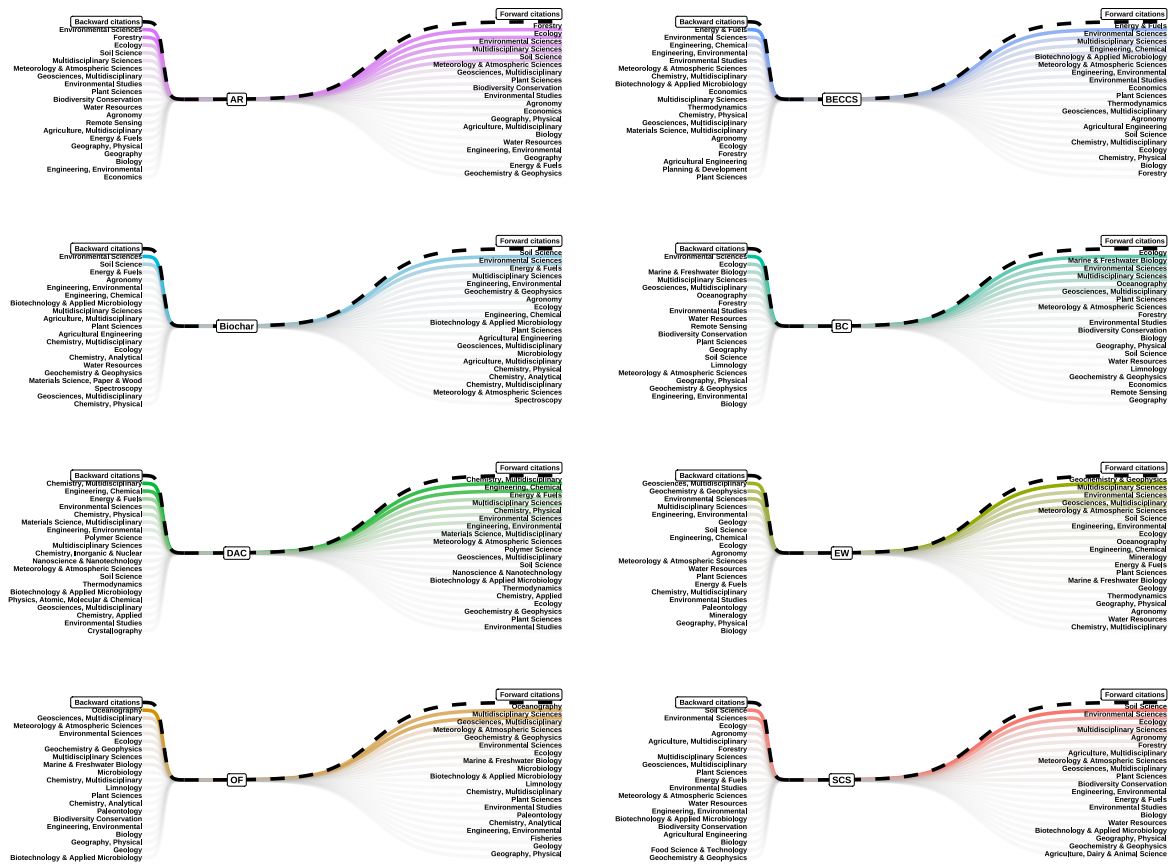 Backward citations
Environmental Sciences
Forestry
Ecology
Soil Science
Multidisciplinary Sciences
Meteorology & Atmospheric Sciences
Geosciences, Multidisciplinary
Environmental Studies
Plant Sciences
Biodiversity Conservation
Water Resources
Agronomy
Remote Sensing
Agriculture, Multidisciplinary
Energy & Fuels
Geography, Physical
Geography
Biology
Engineering, Environmental
Economics
AR
Forward citations
Forestry
Ecology
Environmental Sciences
Multidisciplinary Sciences
Soil Science
Meteorology & Atmospheric Sciences
Geosciences, Multidisciplinary
Plant Sciences
Biodiversity Conservation
Environmental Studies
Agronomy
Economics
Geography, Physical
Agriculture, Multidisciplinary
Biology
Water Resources
Engineering, Environmental
Geography
Energy & Fuels
Geochemistry & Geophysics
Backward citations
Energy & Fuels
Environmental Sciences
Engineering, Chemical
Engineering, Environmental
Environmental Studies
Meteorology & Atmospheric Sciences
Chemistry, Multidisciplinary
Biotechnology & Applied Microbiology
Economics
Multidisciplinary Sciences
Thermodynamics
Chemistry, Physical
Geosciences, Multidisciplinary
Materials Science, Multidisciplinary
Agronomy
Ecology
Forestry
Agricultural Engineering
Planning & Development
Plant Sciences
BECCS
Forward citations
Energy & Fuels
Environmental Sciences
Multidisciplinary Sciences
Engineering, Chemical
Biotechnology & Applied Microbiology
Meteorology & Atmospheric Sciences
Engineering, Environmental
Environmental Studies
Economics
Plant Sciences
Thermodynamics
Geosciences, Multidisciplinary
Agronomy
Agricultural Engineering
Soil Science
Chemistry, Multidisciplinary
Ecology
Chemistry, Physical
Biology
Forestry
Backward citations
Environmental Sciences
Soil Science
Energy & Fuels
Agronomy
Engineering, Environmental
Engineering, Chemical
Biotechnology & Applied Microbiology
Multidisciplinary Sciences
Agriculture, Multidisciplinary
Plant Sciences
Agricultural Engineering
Chemistry, Multidisciplinary
Ecology
Chemistry, Analytical
Water Resources
Geochemistry & Geophysics
Materials Science, Paper & Wood
Spectroscopy
Geosciences, Multidisciplinary
Chemistry, Physical
Biochar
Forward citations
Soil Science
Environmental Sciences
Energy & Fuels
Multidisciplinary Sciences
Engineering, Environmental
Geochemistry & Geophysics
Agronomy
Ecology
Engineering, Chemical
Biotechnology & Applied Microbiology
Plant Sciences
Agricultural Engineering
Geosciences, Multidisciplinary
Microbiology
Agriculture, Multidisciplinary
Chemistry, Physical
Chemistry, Analytical
Chemistry, Multidisciplinary
Meteorology & Atmospheric Sciences
Spectroscopy
Backward citations
Environmental Sciences
Ecology
Marine & Freshwater Biology
Multidisciplinary Sciences
Geosciences, Multidisciplinary
Oceanography
Forestry
Environmental Studies
Water Resources
Remote Sensing
Biodiversity Conservation
Plant Sciences
Geography
Soil Science
Limnology
Meteorology & Atmospheric Sciences
Geography, Physical
Geochemistry & Geophysics
Engineering, Environmental
Biology
BC
Forward citations
Ecology
Marine & Freshwater Biology
Environmental Sciences
Multidisciplinary Sciences
Oceanography
Geosciences, Multidisciplinary
Plant Sciences
Meteorology & Atmospheric Sciences
Forestry
Environmental Studies
Biodiversity Conservation
Biology
Geography, Physical
Soil Science
Water Resources
Limnology
Geochemistry & Geophysics
Economics
Remote Sensing
Geography
Backward citations
Chemistry, Multidisciplinary
Engineering, Chemical
Energy & Fuels
Environmental Sciences
Chemistry, Physical
Materials Science, Multidisciplinary
Engineering, Environmental
Polymer Science
Multidisciplinary Sciences
Chemistry, Inorganic & Nuclear
Nanoscience & Nanotechnology
Meteorology & Atmospheric Sciences
Soil Science
Thermodynamics
Biotechnology & Applied Microbiology
Physics, Atomic, Molecular & Chemical
Geosciences, Multidisciplinary
Chemistry, Applied
Environmental Studies
Crystallography
DAC
Forward citations
Chemistry, Multidisciplinary
Engineering, Chemical
Energy & Fuels
Multidisciplinary Sciences
Chemistry, Physical
Environmental Sciences
Engineering, Environmental
Materials Science, Multidisciplinary
Meteorology & Atmospheric Sciences
Polymer Science
Geosciences, Multidisciplinary
Soil Science
Nanoscience & Nanotechnology
Biotechnology & Applied Microbiology
Thermodynamics
Chemistry, Applied
Ecology
Geochemistry & Geophysics
Plant Sciences
Environmental Studies
Backward citations
Geosciences, Multidisciplinary
Geochemistry & Geophysics
Environmental Sciences
Multidisciplinary Sciences
Engineering, Environmental
Geology
Soil Science
Engineering, Chemical
Ecology
Agronomy
Meteorology & Atmospheric Sciences
Water Resources
Plant Sciences
Energy & Fuels
Chemistry, Multidisciplinary
Environmental Studies
Paleontology
Mineralogy
Geography, Physical
Biology
EW
Forward citations
Geochemistry & Geophysics
Multidisciplinary Sciences
Environmental Sciences
Geosciences, Multidisciplinary
Meteorology & Atmospheric Sciences
Soil Science
Engineering, Environmental
Ecology
Oceanography
Engineering, Chemical
Mineralogy
Plant Sciences
Energy & Fuels
Marine & Freshwater Biology
Geology
Thermodynamics
Geography, Physical
Agronomy
Water Resources
Chemistry, Multidisciplinary
Backward citations
Oceanography
Geosciences, Multidisciplinary
Meteorology & Atmospheric Sciences
Environmental Sciences
Ecology
Geochemistry & Geophysics
Multidisciplinary Sciences
Marine & Freshwater Biology
Microbiology
Chemistry, Multidisciplinary
Limnology
Plant Sciences
Chemistry, Analytical
Paleontology
Biodiversity Conservation
Engineering, Environmental
Biology
Geography, Physical
Geology
Biotechnology & Applied Microbiology
OF
Forward citations
Oceanography
Multidisciplinary Sciences
Geosciences, Multidisciplinary
Meteorology & Atmospheric Sciences
Geochemistry & Geophysics
Environmental Sciences
Ecology
Marine & Freshwater Biology
Microbiology
Biotechnology & Applied Microbiology
Limnology
Chemistry, Multidisciplinary
Plant Sciences
Environmental Studies
Paleontology
Chemistry, Analytical
Engineering, Environmental
Fisheries
Geology
Geography, Physical
Backward citations
Soil Science
Environmental Sciences
Ecology
Agronomy
Agriculture, Multidisciplinary
Forestry
Multidisciplinary Sciences
Geosciences, Multidisciplinary
Plant Sciences
Energy & Fuels
Environmental Studies
Meteorology & Atmospheric Sciences
Water Resources
Engineering, Environmental
Biotechnology & Applied Microbiology
Biodiversity Conservation
Agricultural Engineering
Biology
Food Science & Technology
Geochemistry & Geophysics
SCS
Forward citations
Soil Science
Environmental Sciences
Ecology
Multidisciplinary Sciences
Agronomy
Forestry
Agriculture, Multidisciplinary
Meteorology & Atmospheric Sciences
Geosciences, Multidisciplinary
Plant Sciences
Biodiversity Conservation
Engineering, Environmental
Energy & Fuels
Environmental Studies
Biology
Water Resources
Biotechnology & Applied Microbiology
Geography, Physical
Geochemistry & Geophysics
Agriculture, Dairy & Animal Science